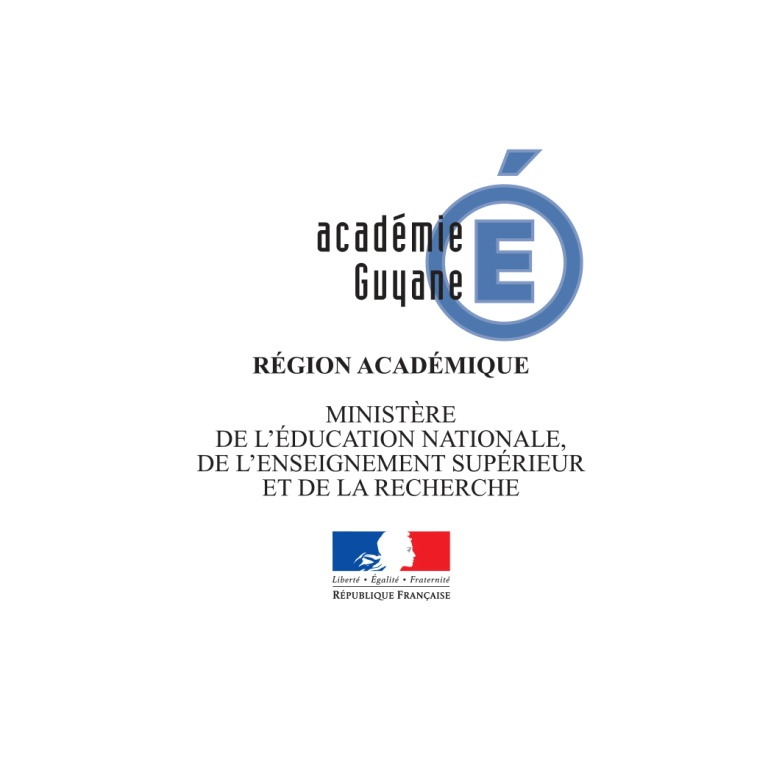 académie
Guyane
É
RÉGION ACADÉMIQUE
MINISTÈRE
DE L’ÉDUCATION NATIONALE,
DE L’ENSEIGNEMENT SUPÉRIEUR
ET DE LA RECHERCHE
Liberté • Égalité • Fraternité
RÉPUBLIQUE FRANÇAISE